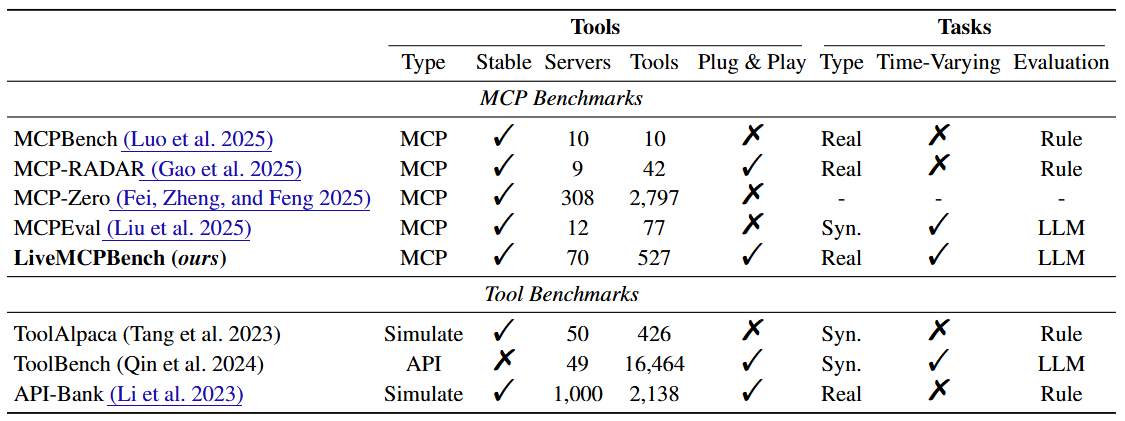 Tools Tasks
Type Stable Servers Tools Plug & Play Type Time-Varying Evaluation
MCP Benchmarks
MCPBench (Luo et al. 2025) MCP ✓ 10 10 ✗ Real ✗ Rule
MCP-RADAR (Gao et al. 2025) MCP ✓ 9 42 ✓ Real ✗ Rule
MCP-Zero (Fei, Zheng, and Feng 2025) MCP ✓ 308 2,797 ✗ - - -
MCPEval (Liu et al. 2025) MCP ✓ 12 77 ✗ Syn. ✓ LLM
LiveMCPBench (ours) MCP ✓ 70 527 ✓ Real ✓ LLM
Tool Benchmarks
ToolAlpaca (Tang et al. 2023) Simulate ✓ 50 426 ✗ Syn. ✗ Rule
ToolBench (Qin et al. 2024) API ✗ 49 16,464 ✓ Syn. ✓ LLM
API-Bank (Li et al. 2023) Simulate ✓ 1,000 2,138 ✓ Real ✗ Rule